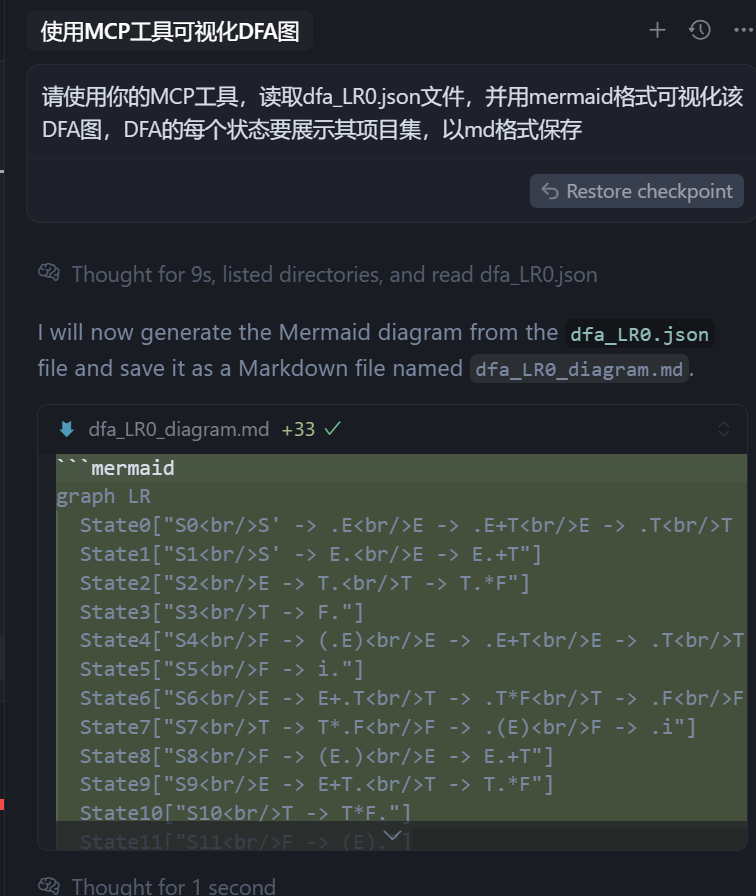 使用MCP工具可视化DFA图
请使用你的MCP工具，读取dfa_LR0.json文件，并用mermaid格式可视化该
DFA图，DFA的每个状态要展示其项目集，以md格式保存
Restore checkpoint
Thought for 9s, listed directories, and read dfa_LR0.json
I will now generate the Mermaid diagram from the dfa_LR0.json
file and save it as a Markdown file named dfa_LR0_diagram.md.
dfa_LR0_diagram.md +33
```mermaid
graph LR
State0["S0<br/>S' -> .E<br/>E -> .E+T<br/>E -> .T<br/>T
State1["S1<br/>S' -> E.<br/>E -> E.+T"]
State2["S2<br/>E -> T.<br/>T -> T.*F"]
State3["S3<br/>T -> F."]
State4["S4<br/>F -> (.E)<br/>E -> .E+T<br/>E -> .T<br/>T
State5["S5<br/>F -> i."]
State6["S6<br/>E -> E+.T<br/>T -> .T*F<br/>T -> .F<br/>F
State7["S7<br/>T -> T*.F<br/>F -> .(E)<br/>F -> .i"]
State8["S8<br/>F -> (E.)<br/>E -> E.+T"]
State9["S9<br/>E -> E+T.<br/>T -> T.*F"]
State10["S10<br/>T -> T*F."]
State11["S11<br/>F -> (E)."]
Thought for 1 second